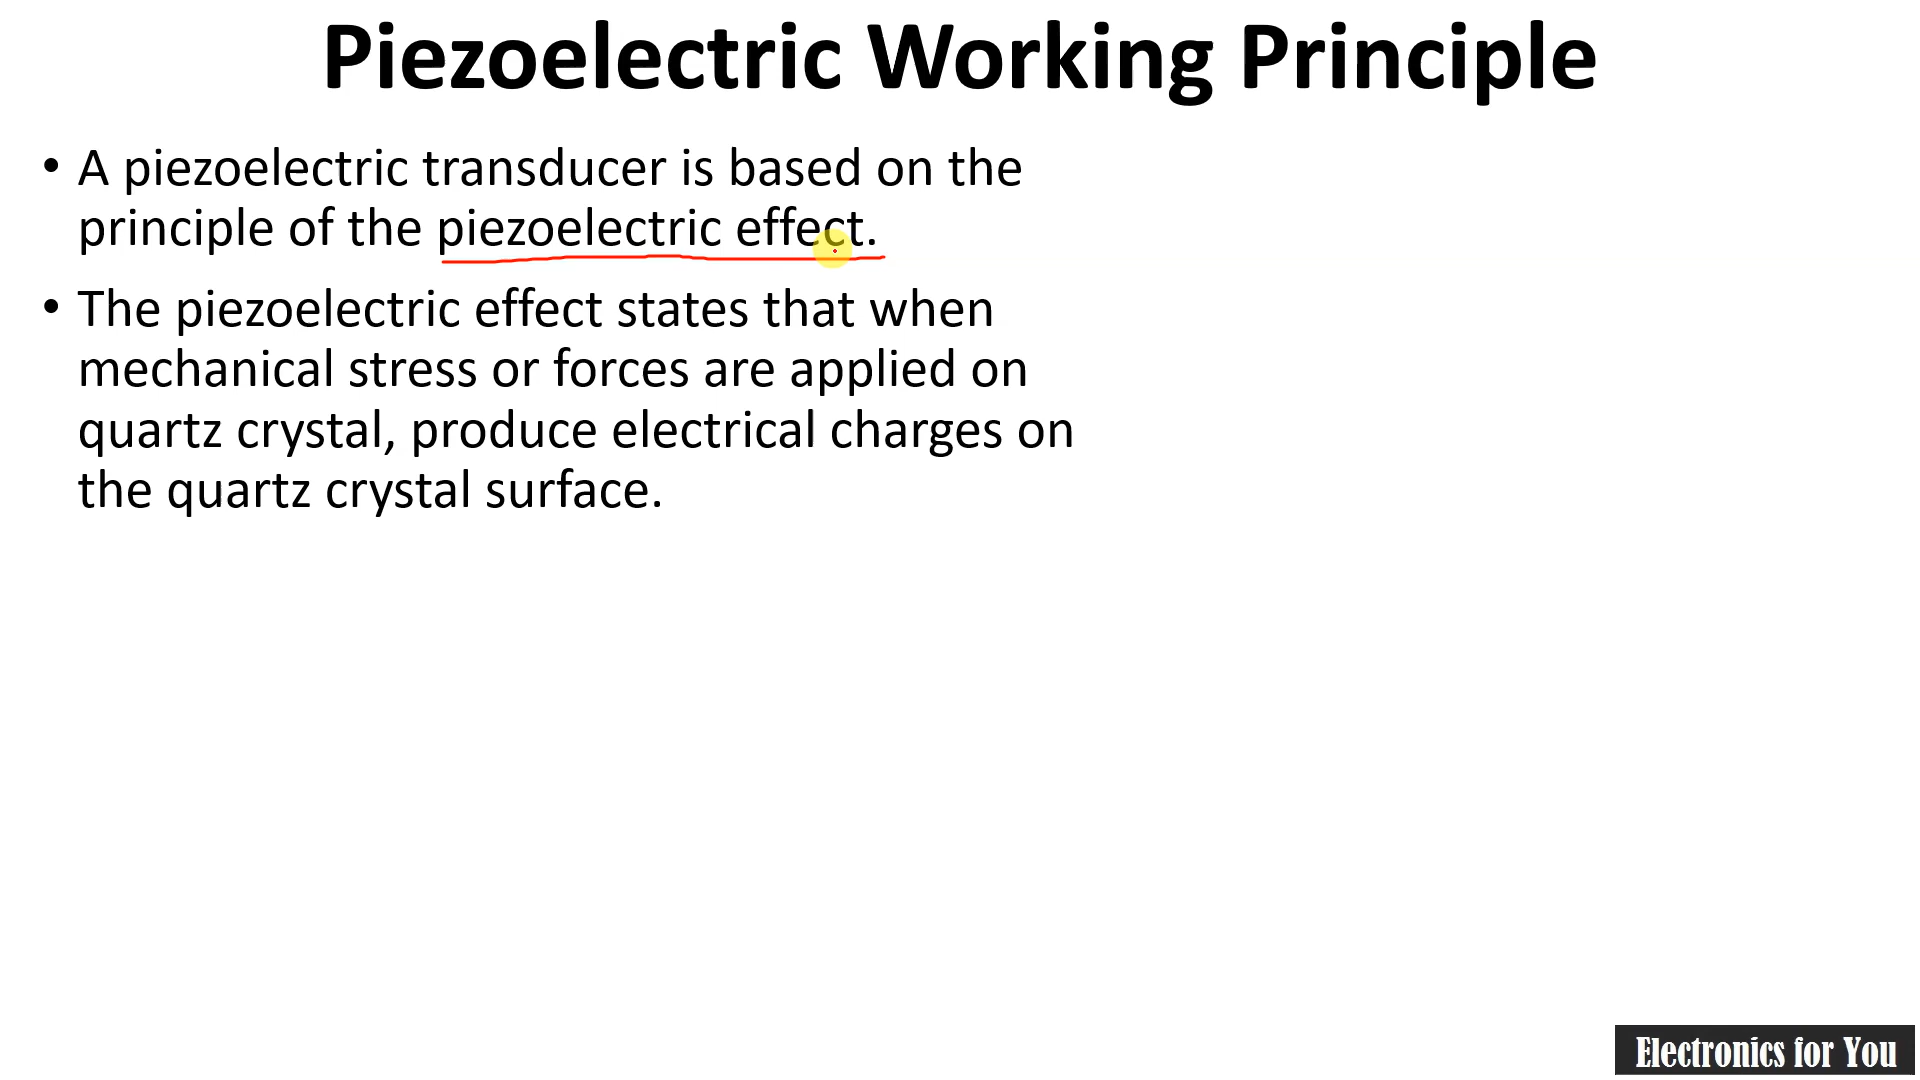 Piezoelectric Working Principle
• A piezoelectric transducer is based on the
principle of the piezoelectric effect.
• The piezoelectric effect states that when
mechanical stress or forces are applied on
quartz crystal, produce electrical charges on
the quartz crystal surface.
Electronics for You